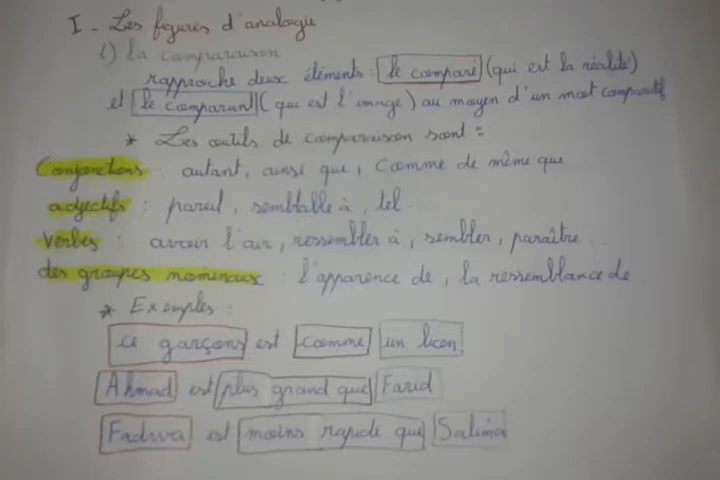 I - Les figures d'analogie
1) la comparaison
rapproche deux éléments : le comparé (qui est la réalité)
et le comparant (qui est l'image) au moyen d'un mot comparatif
* Les outils de comparaison sont :
Conjonctions : autant, ainsi que, Comme de même que
adjectifs : pareil, semblable à, tel
verbes : avoir l'air, ressembler à, sembler, paraître...
des groupes nominaux : l'apparence de, la ressemblance de
* Exemples :
ce garçons est comme un lion
Ahmad est plus grand que Farid
Fadwa est moins rapide que Salima